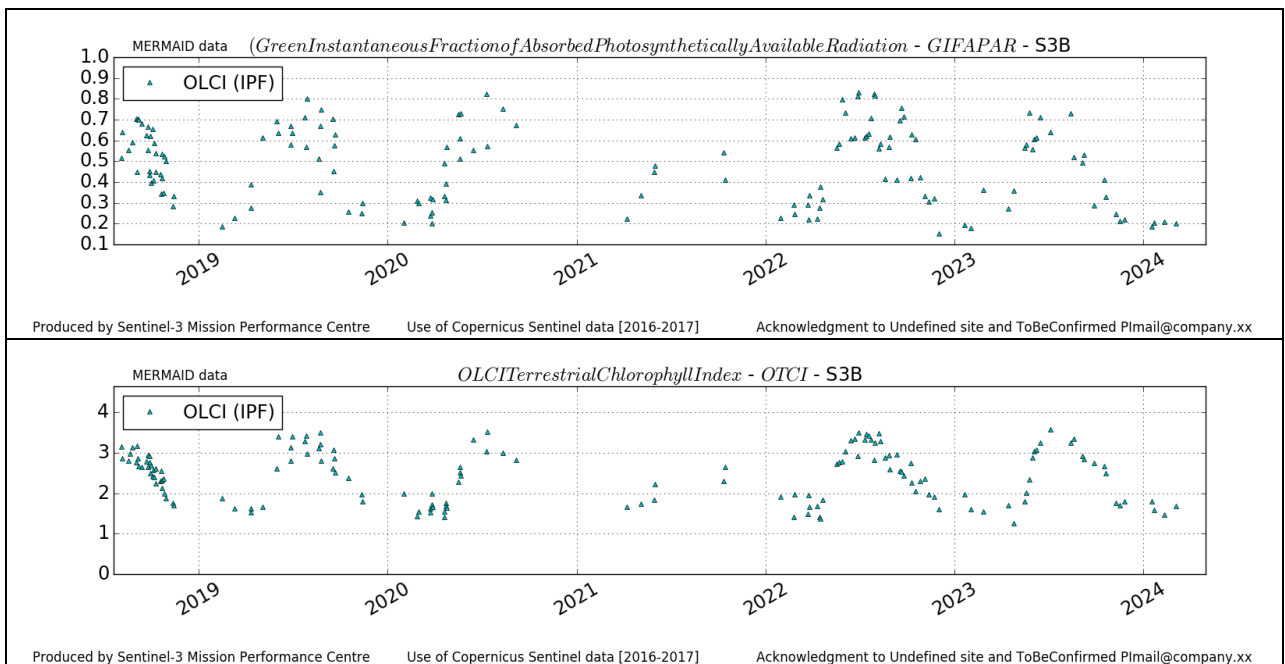 MERMAID data (GreenInstantaneousFractionofAbsorbedPhotosyntheticallyAvailableRadiation - GIFAPAR - S3B
1.0
0.9
0.8
0.7
0.6
0.5
0.4
0.3
0.2
0.1
OLCI (IPF)
2019 2020 2021 2022 2023 2024
Produced by Sentinel-3 Mission Performance Centre Use of Copernicus Sentinel data [2016-2017] Acknowledgment to Undefined site and ToBeConfirmed PImail@company.xx
MERMAID data OLCITerrestrialChlorophyllIndex - OTCI - S3B
4
3
2
1
0
OLCI (IPF)
2019 2020 2021 2022 2023 2024
Produced by Sentinel-3 Mission Performance Centre Use of Copernicus Sentinel data [2016-2017] Acknowledgment to Undefined site and ToBeConfirmed PImail@company.xx